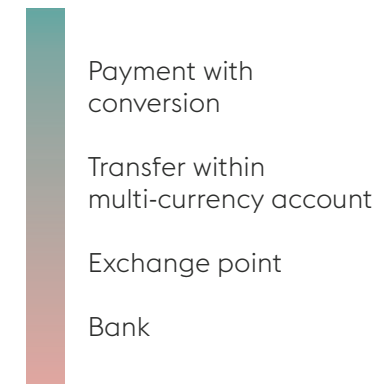 Payment with
conversion
Transfer within
multi-currency account
Exchange point
Bank